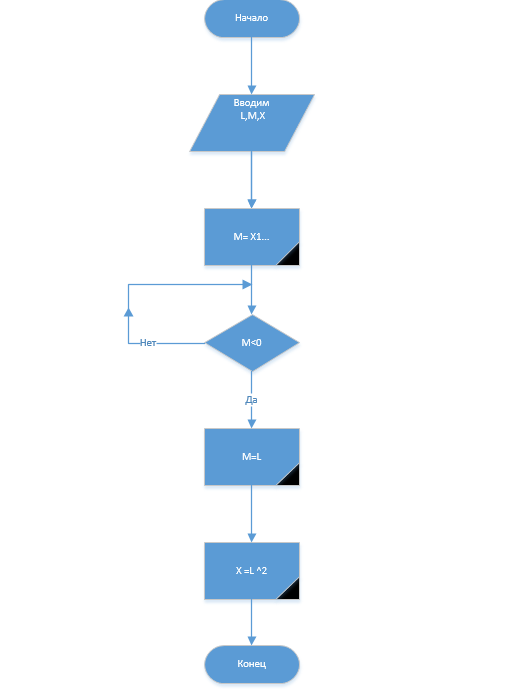 Начало
Вводим
L,M,X
M= X1...
M<0
Нет
Да
M=L
X =L ^2
Конец